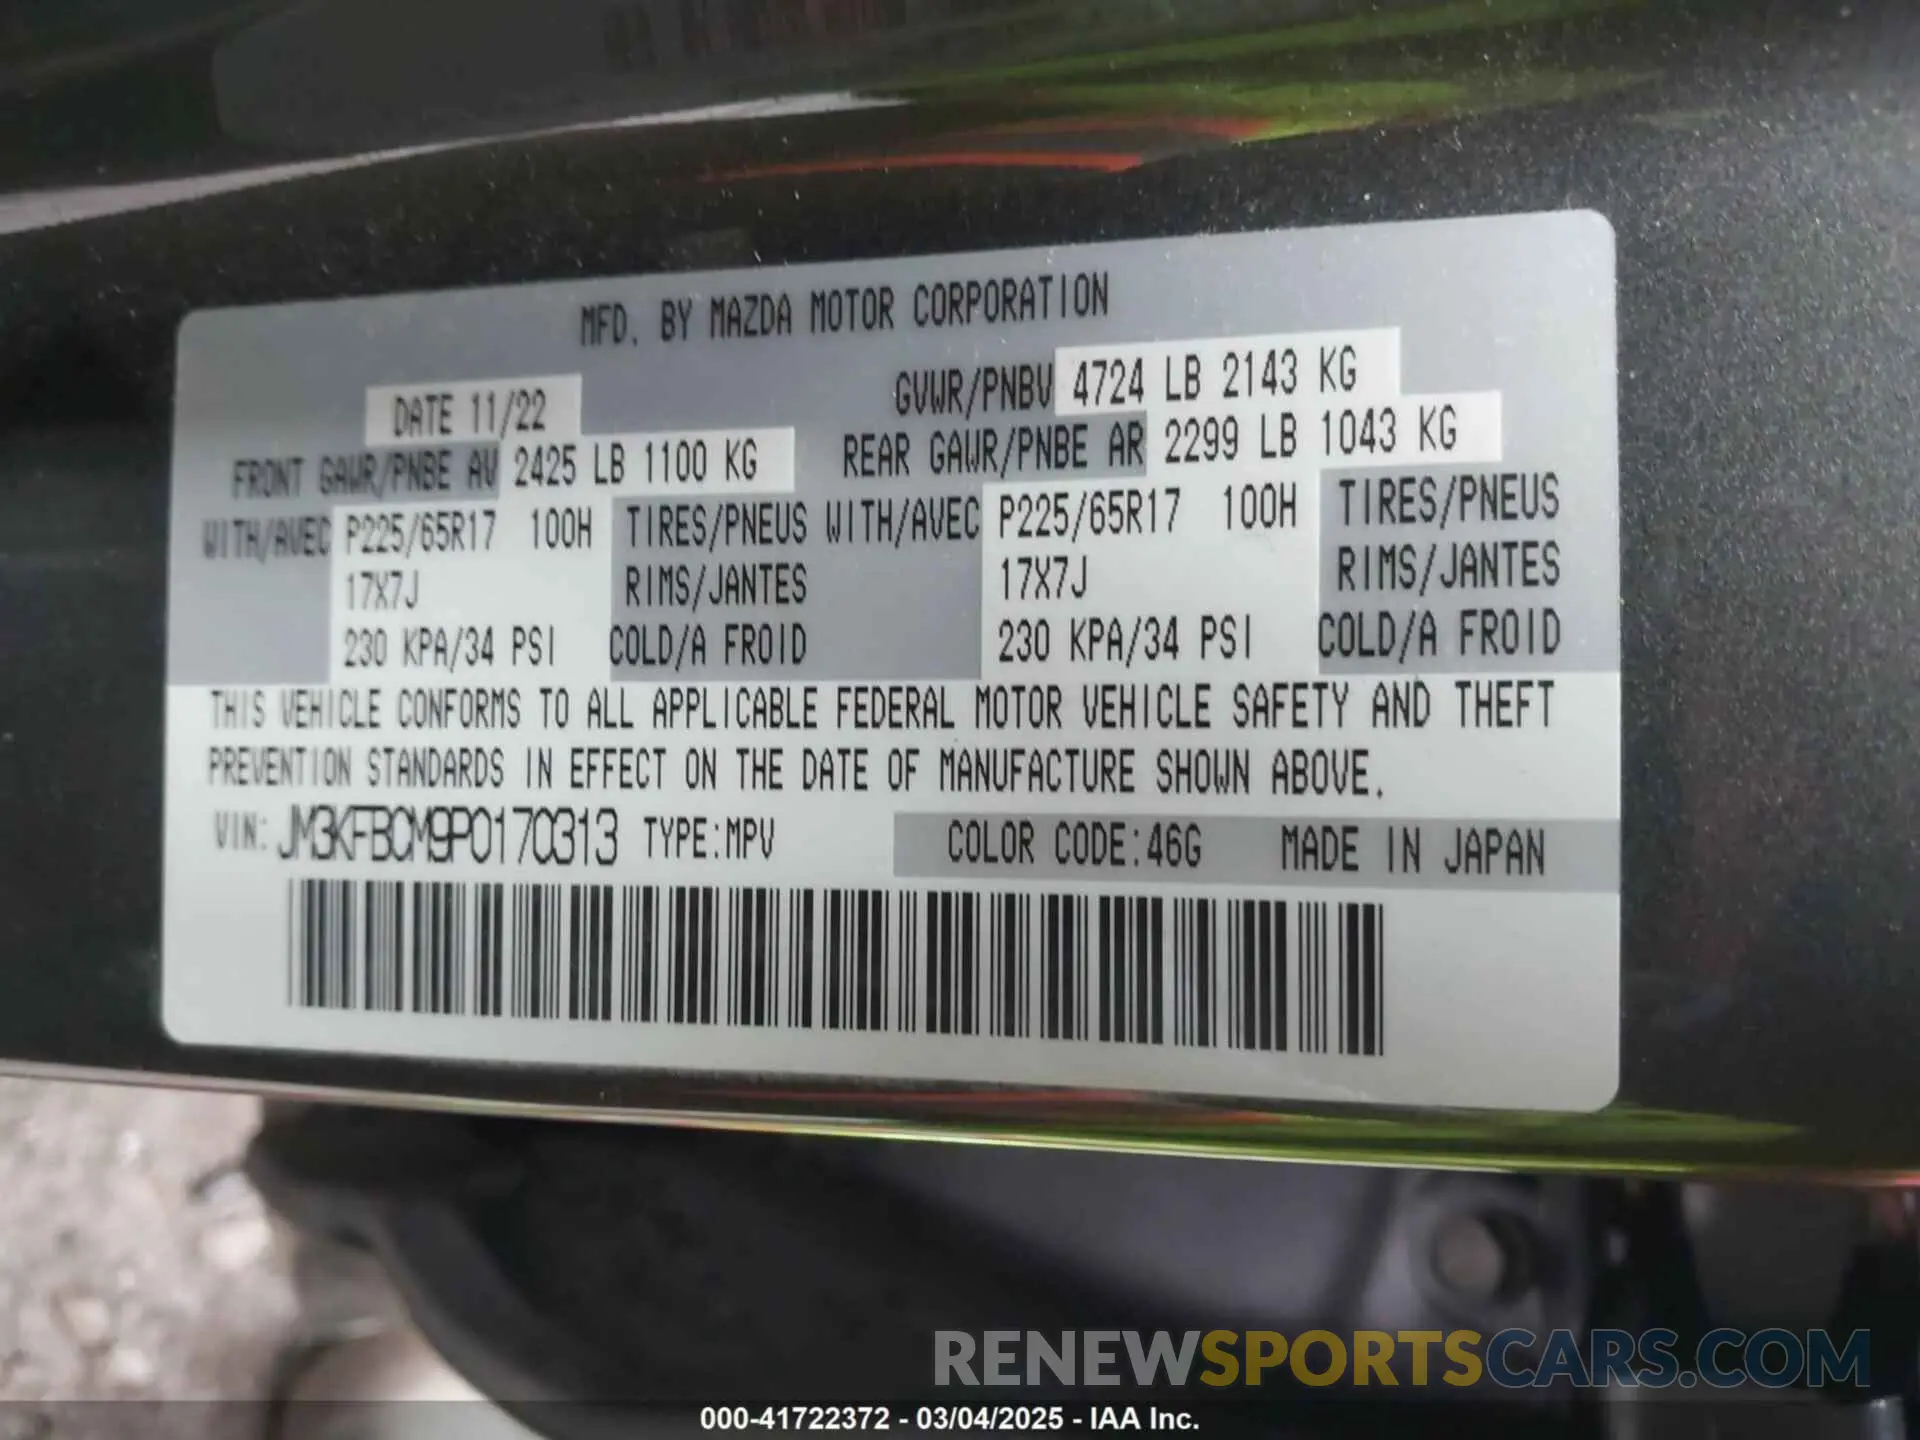 MFD. BY MAZDA MOTOR CORPORATION
DATE 11/22 GVWR/PNBV 4724 LB 2143 KG
FRONT GAWR/PNBE AV 2425 LB 1100 KG REAR GAWR/PNBE AR 2299 LB 1043 KG
WITH/AVEC P225/65R17 100H TIRES/PNEUS WITH/AVEC P225/65R17 100H TIRES/PNEUS
17X7J RIMS/JANTES 17X7J RIMS/JANTES
230 KPA/34 PSI COLD/A FROID 230 KPA/34 PSI COLD/A FROID
THIS VEHICLE CONFORMS TO ALL APPLICABLE FEDERAL MOTOR VEHICLE SAFETY AND THEFT
PREVENTION STANDARDS IN EFFECT ON THE DATE OF MANUFACTURE SHOWN ABOVE.
VIN: JM3KFBCM9P0170313 TYPE:MPV COLOR CODE:46G MADE IN JAPAN
RENEWSPORTSCARS.COM
000-41722372 - 03/04/2025 - IAA Inc.